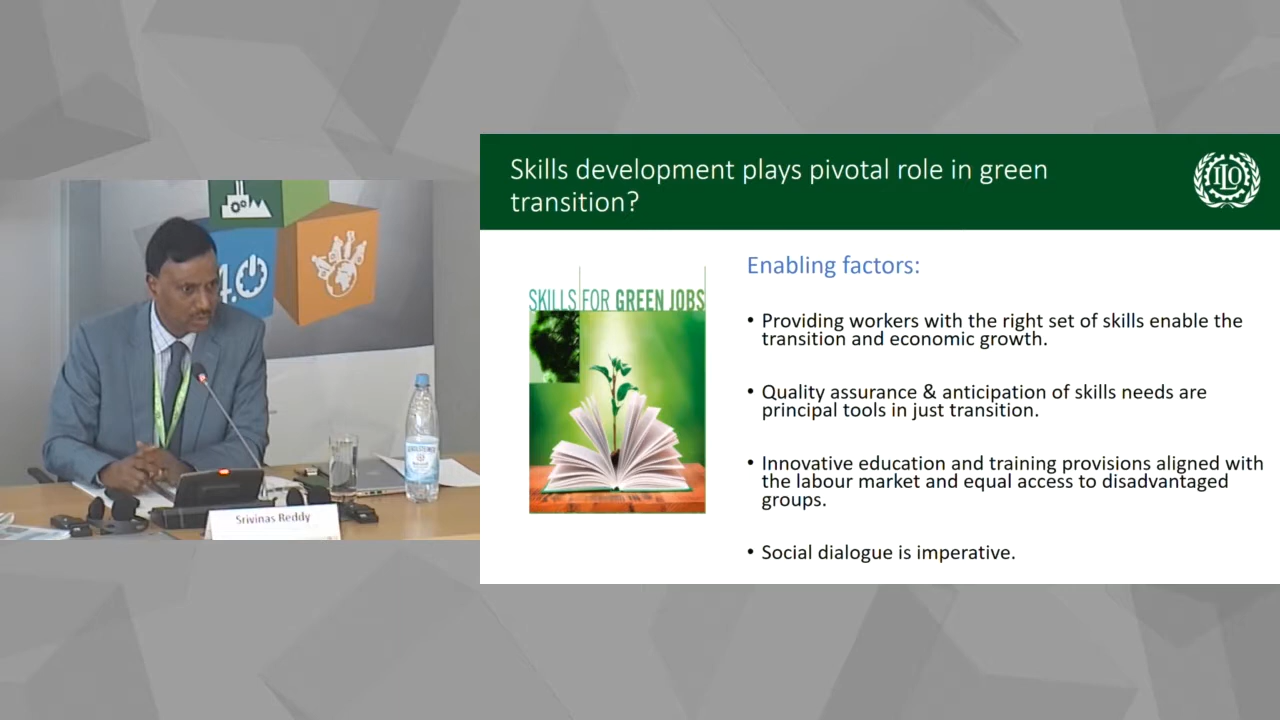 Skills development plays pivotal role in green
transition?
ILO
Enabling factors:
SKILLS FOR GREEN JOBS
• Providing workers with the right set of skills enable the
transition and economic growth.
• Quality assurance & anticipation of skills needs are
principal tools in just transition.
• Innovative education and training provisions aligned with
the labour market and equal access to disadvantaged
groups.
• Social dialogue is imperative.
4.0
Srivinas Reddy